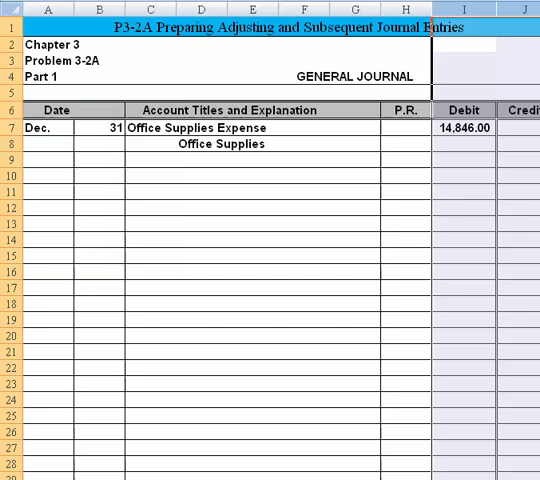 A B C D E F G H I J
1 P3-2A Preparing Adjusting and Subsequent Journal Entries
2 Chapter 3
3 Problem 3-2A
4 Part 1 GENERAL JOURNAL
5
6 Date Account Titles and Explanation P.R. Debit Credi
7 Dec. 31 Office Supplies Expense 14,846.00
8 Office Supplies
9
10
11
12
13
14
15
16
17
18
19
20
21
22
23
24
25
26
27
28
29